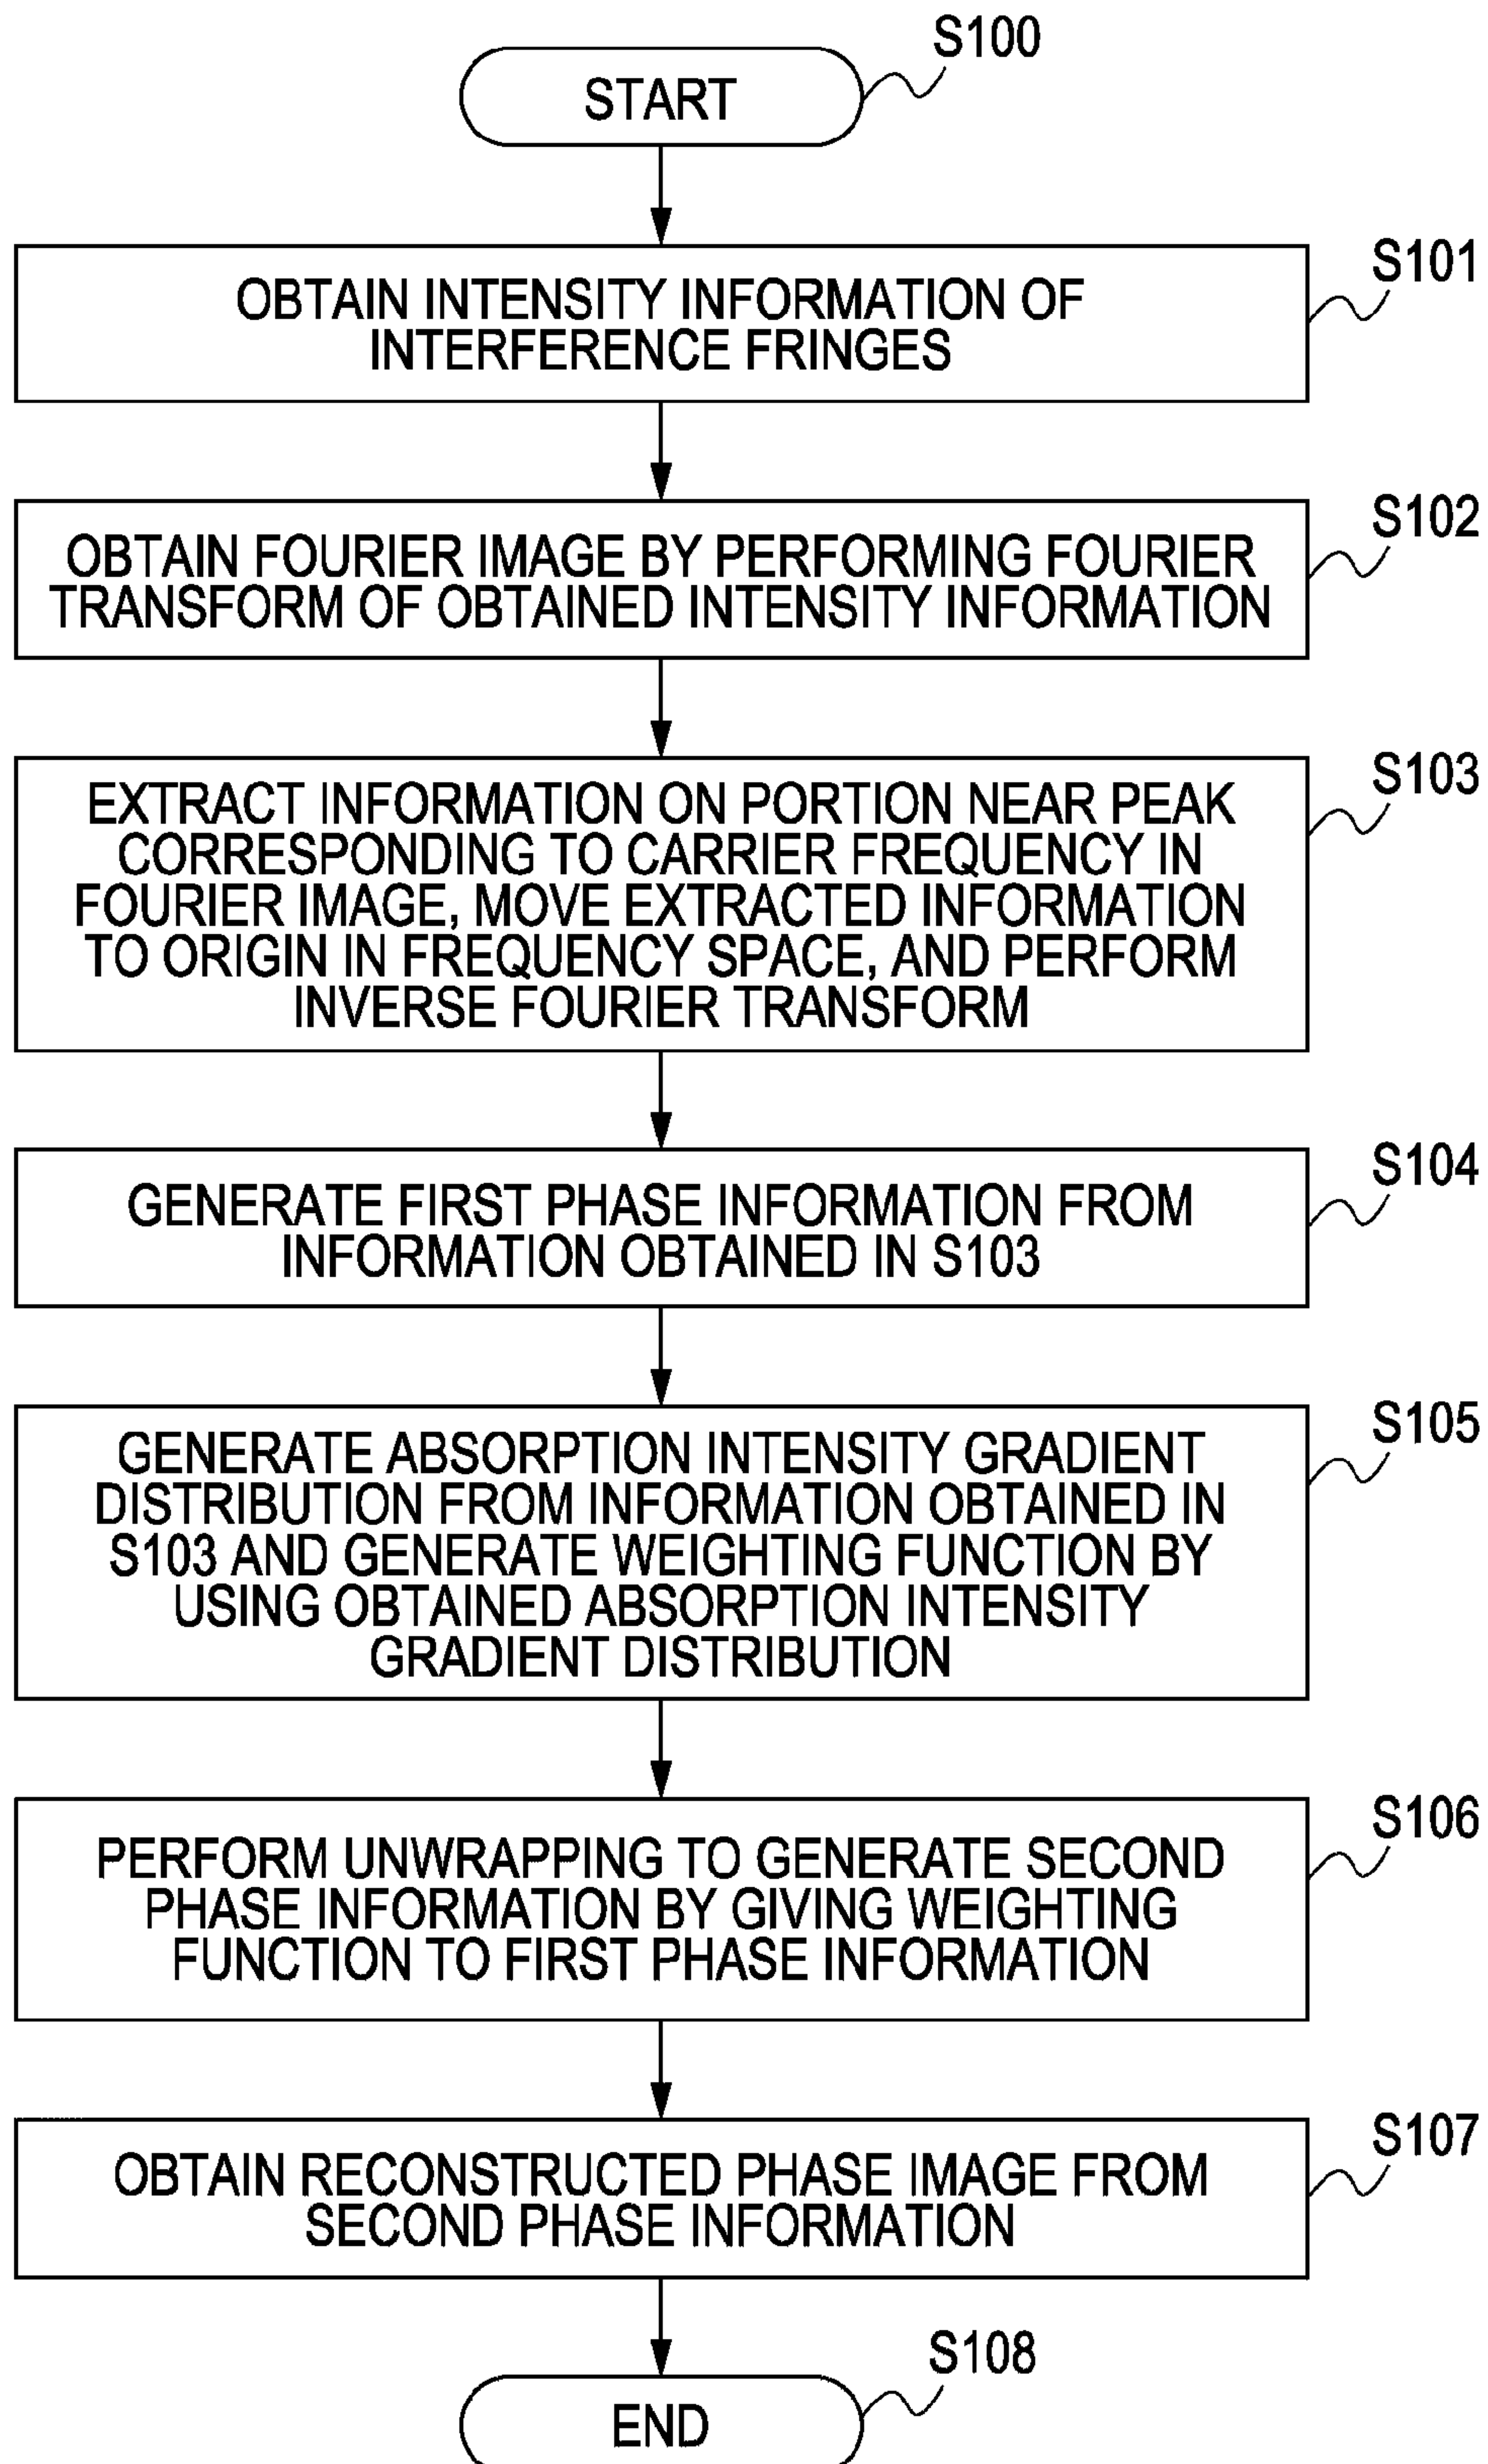 S100
START
S101
OBTAIN INTENSITY INFORMATION OF
INTERFERENCE FRINGES
S102
OBTAIN FOURIER IMAGE BY PERFORMING FOURIER
TRANSFORM OF OBTAINED INTENSITY INFORMATION
S103
EXTRACT INFORMATION ON PORTION NEAR PEAK
CORRESPONDING TO CARRIER FREQUENCY IN
FOURIER IMAGE, MOVE EXTRACTED INFORMATION
TO ORIGIN IN FREQUENCY SPACE, AND PERFORM
INVERSE FOURIER TRANSFORM
S104
GENERATE FIRST PHASE INFORMATION FROM
INFORMATION OBTAINED IN S103
S105
GENERATE ABSORPTION INTENSITY GRADIENT
DISTRIBUTION FROM INFORMATION OBTAINED IN
S103 AND GENERATE WEIGHTING FUNCTION BY
USING OBTAINED ABSORPTION INTENSITY
GRADIENT DISTRIBUTION
S106
PERFORM UNWRAPPING TO GENERATE SECOND
PHASE INFORMATION BY GIVING WEIGHTING
FUNCTION TO FIRST PHASE INFORMATION
S107
OBTAIN RECONSTRUCTED PHASE IMAGE FROM
SECOND PHASE INFORMATION
S108
END